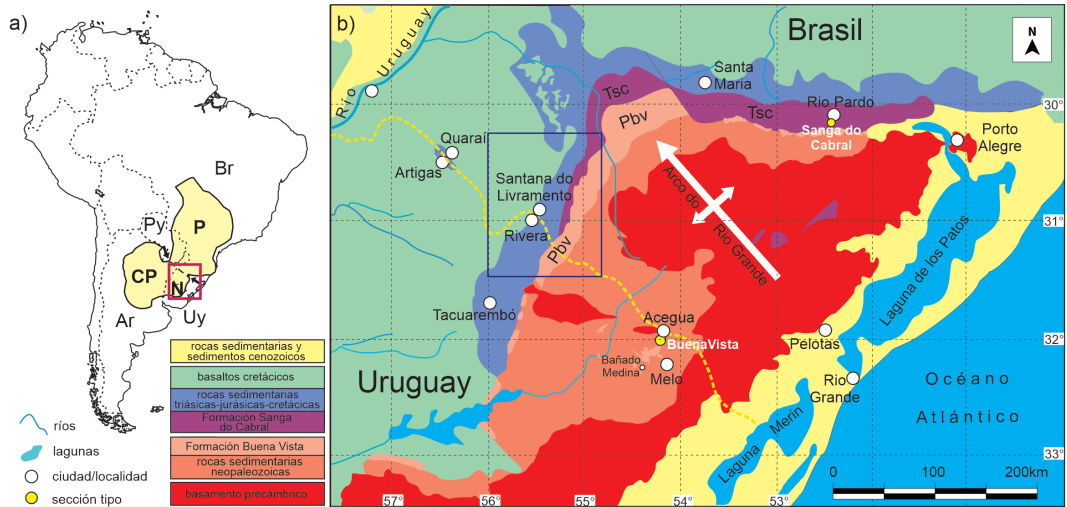 a)
Br
P
Py
CP
N
Ar
Uy
rocas sedimentarias y
sedimentos cenozoicos
basaltos cretácicos
rocas sedimentarias
triásicas-jurásicas-cretácicas
Formación Sanga
do Cabral
Formación Buena Vista
rocas sedimentarias
neopaleozoicas
basamento precámbrico
ríos
lagunas
ciudad/localidad
sección tipo
b)
Brasil
N
Río Uruguay
Santa
Maria
Tsc
Rio Pardo
30°
Pbv
Tsc
Sanga do
Cabral
Porto
Alegre
Quaraí
Artigas
Santana do
Livramento
Arco do
Rio Grande
31°
Rivera
Pbv
Laguna de los Patos
Tacuarembó
Acegua
BuenaVista
Pelotas
32°
Bañado
Medina
Melo
Uruguay
Rio
Grande
Océano
Atlántico
Laguna Merin
33°
0 100 200km
57°
56°
55°
54°
53°